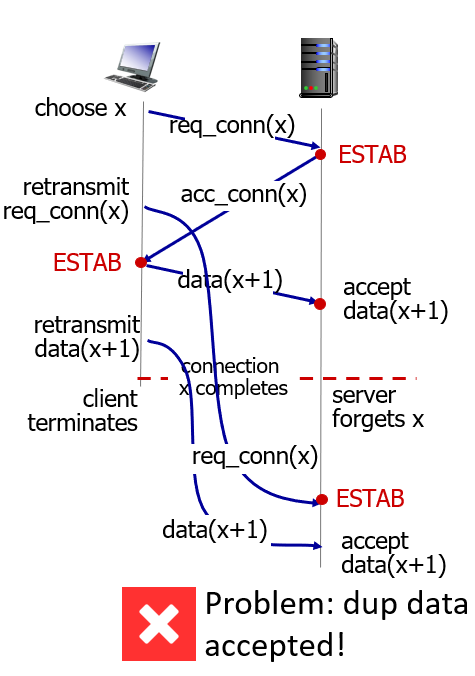 choose x
req_conn(x)
ESTAB
retransmit
req_conn(x)
acc_conn(x)
ESTAB
data(x+1)
accept
data(x+1)
retransmit
data(x+1)
connection
x completes
client
terminates
server
forgets x
req_conn(x)
ESTAB
data(x+1)
accept
data(x+1)
Problem: dup data
accepted!